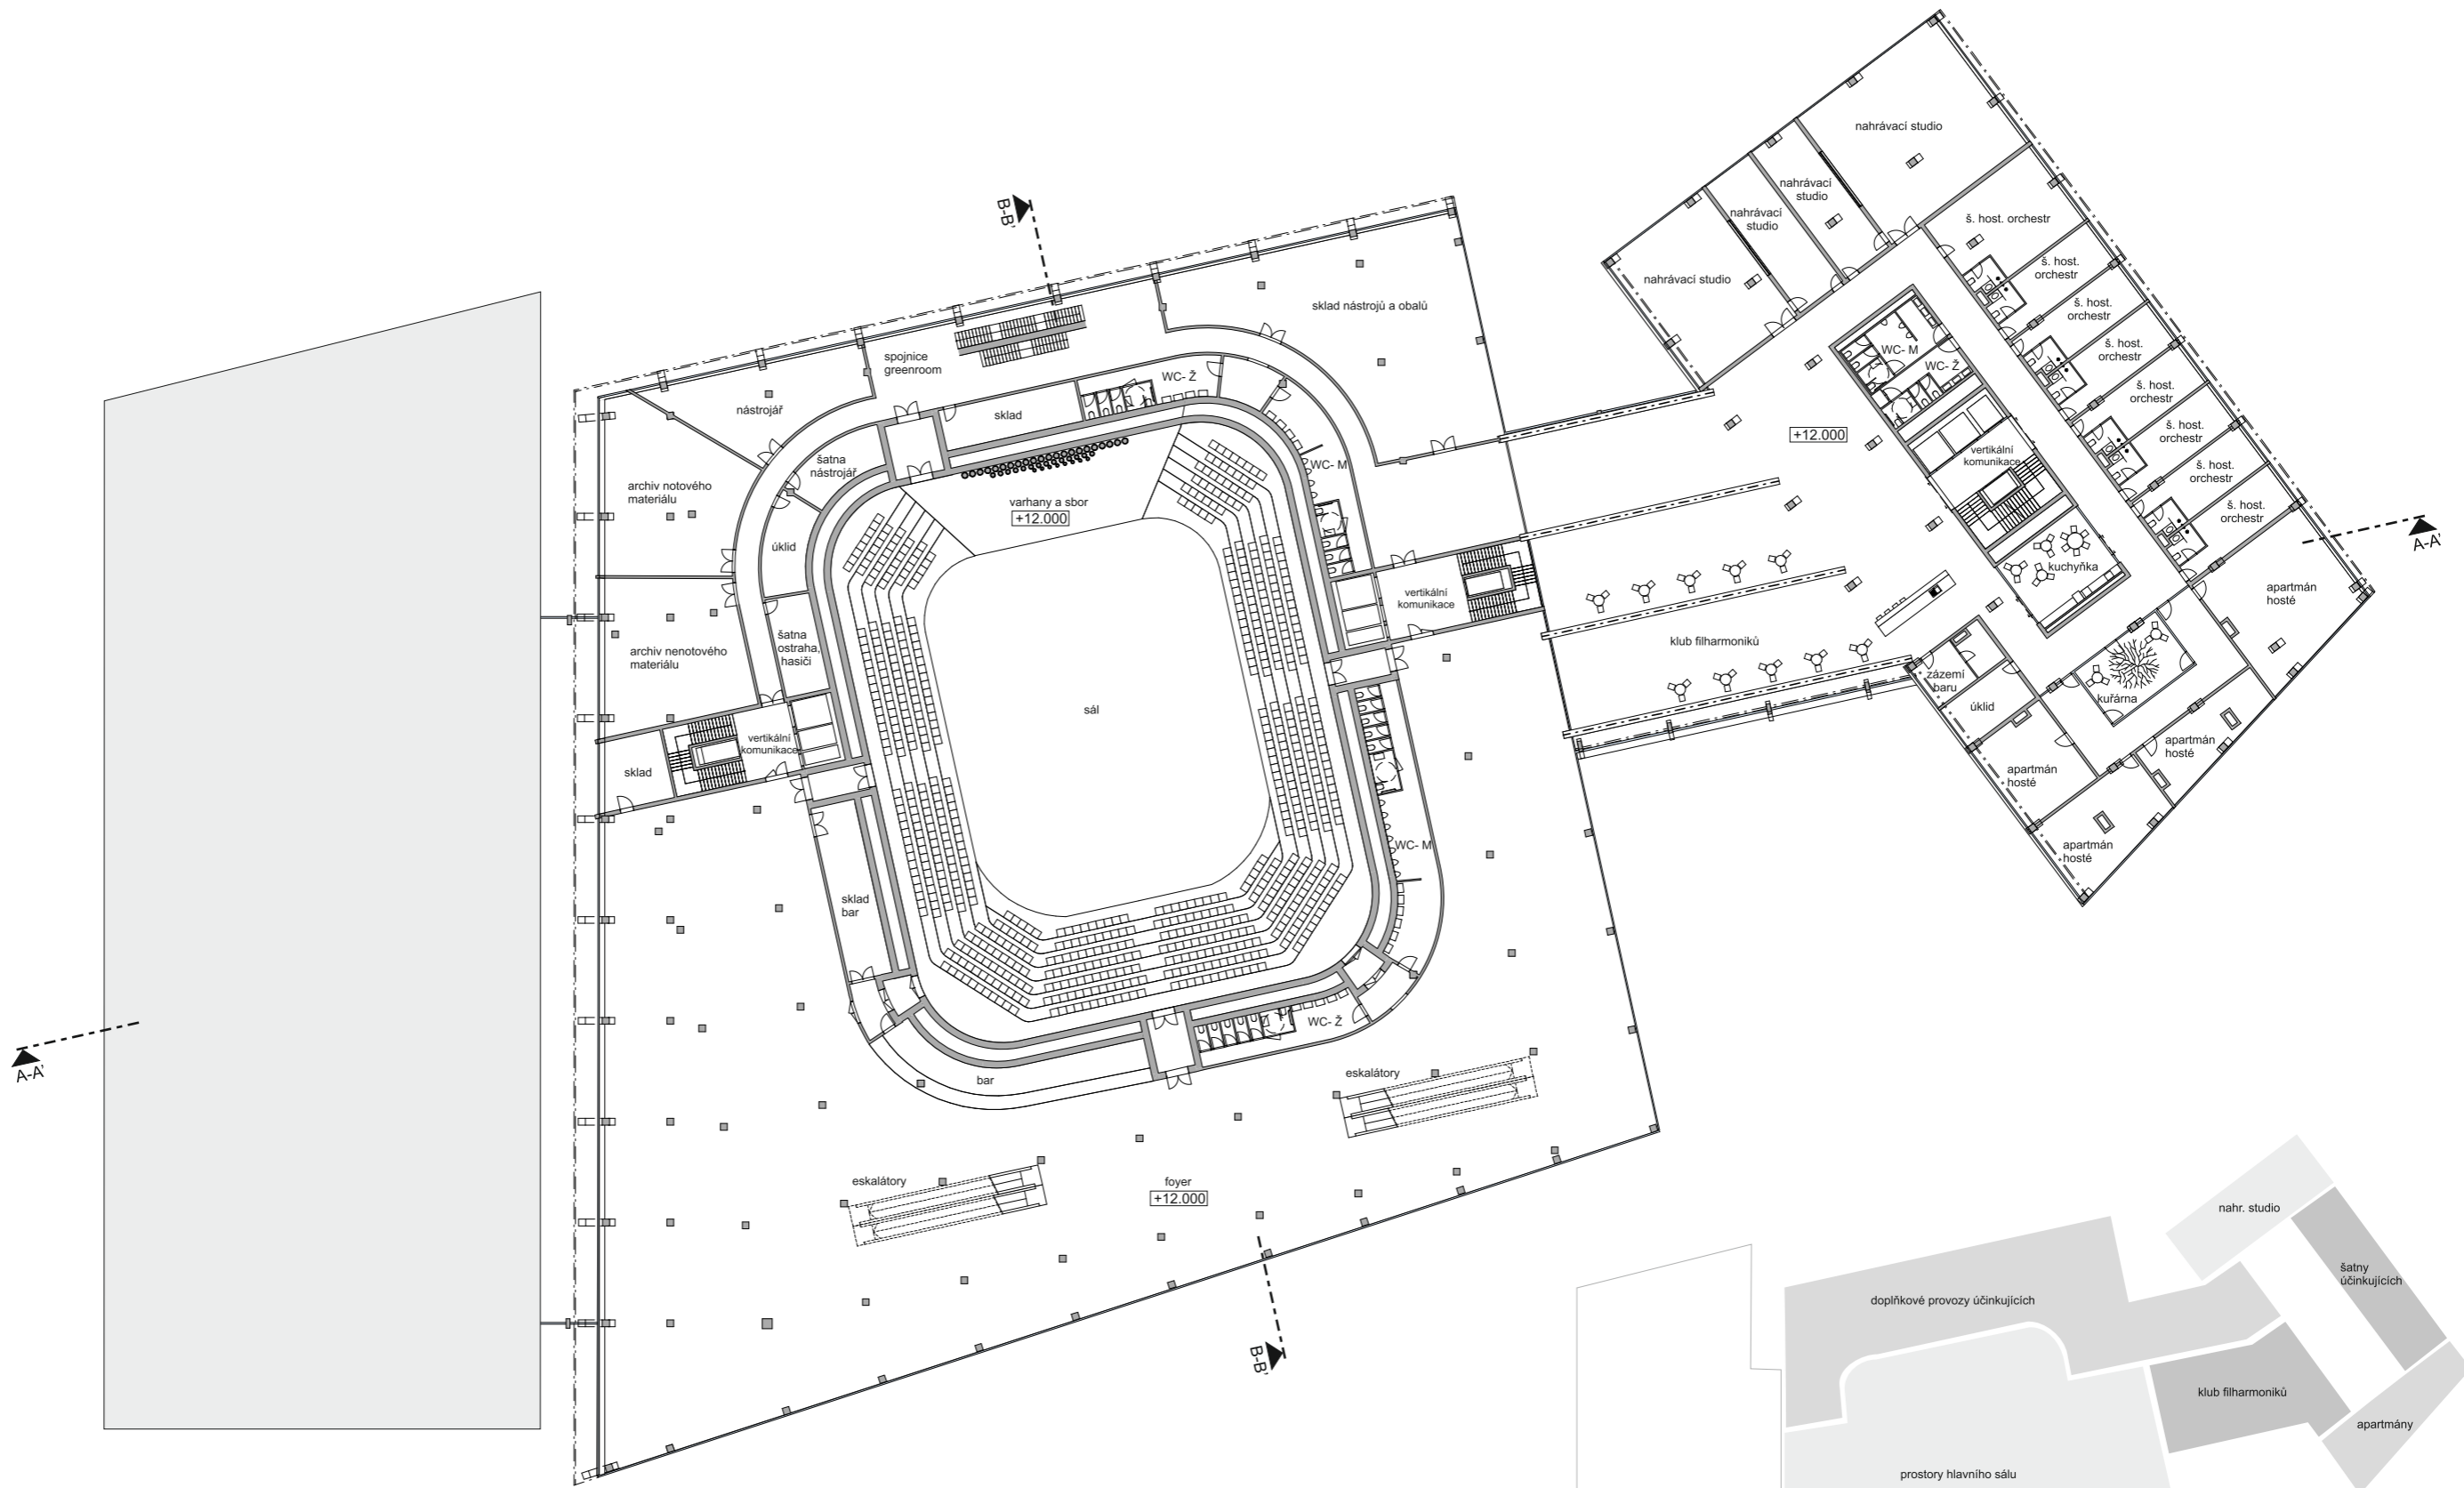 nahrávací studio
nahrávací
studio
nahrávací
studio
nahrávací studio
B-B'
š. host. orchestr
š. host.
orchestr
š. host.
orchestr
š. host.
orchestr
š. host.
orchestr
š. host.
orchestr
š. host.
orchestr
š. host.
orchestr
sklad nástrojů a obalů
spojnice
greenroom
WC- Ž
nástrojář
sklad
WC- M
WC- Ž
+12.000
šatna
nástrojář
WC- M
vertikální
komunikace
archiv notového
materiálu
varhany a sbor
+12.000
úklid
A-A'
kuchyňka
apartmán
hosté
vertikální
komunikace
šatna
ostraha,
hasiči
archiv nenotového
materiálu
klub filharmoniků
zázemí
baru
kuřárna
úklid
sál
vertikální
komunikace
sklad
apartmán
hosté
apartmán
hosté
WC- M
apartmán
hosté
sklad
bar
WC- Ž
A-A'
bar
eskalátory
eskalátory
foyer
+12.000
B-B'
nahr. studio
šatny
účinkujících
doplňkové provozy účinkujících
klub filharmoniků
apartmány
prostory hlavního sálu